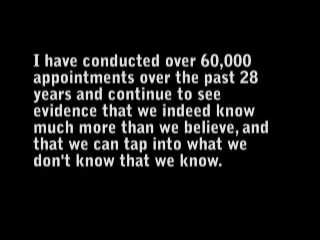 I have conducted over 60,000
appointments over the past 28
years and continue to see
evidence that we indeed know
much more than we believe, and
that we can tap into what we
don't know that we know.